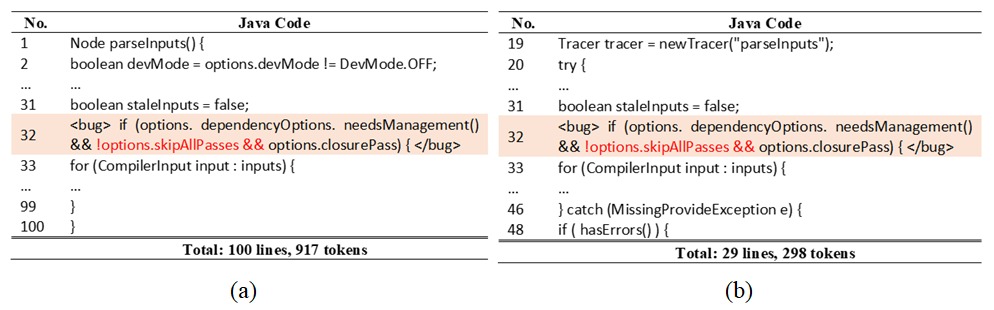 No. Java Code
1 Node parseInputs() {
2 boolean devMode = options.devMode != DevMode.OFF;
... ...
31 boolean staleInputs = false;
32 <bug> if (options. dependencyOptions. needsManagement()
&& !options.skipAllPasses && options.closurePass) { </bug>
33 for (CompilerInput input : inputs) {
... ...
99 }
100 }
Total: 100 lines, 917 tokens
(a)
No. Java Code
19 Tracer tracer = newTracer("parseInputs");
20 try {
... ...
31 boolean staleInputs = false;
32 <bug> if (options. dependencyOptions. needsManagement()
&& !options.skipAllPasses && options.closurePass) { </bug>
33 for (CompilerInput input : inputs) {
... ...
46 } catch (MissingProvideException e) {
48 if ( hasErrors() ) {
Total: 29 lines, 298 tokens
(b)